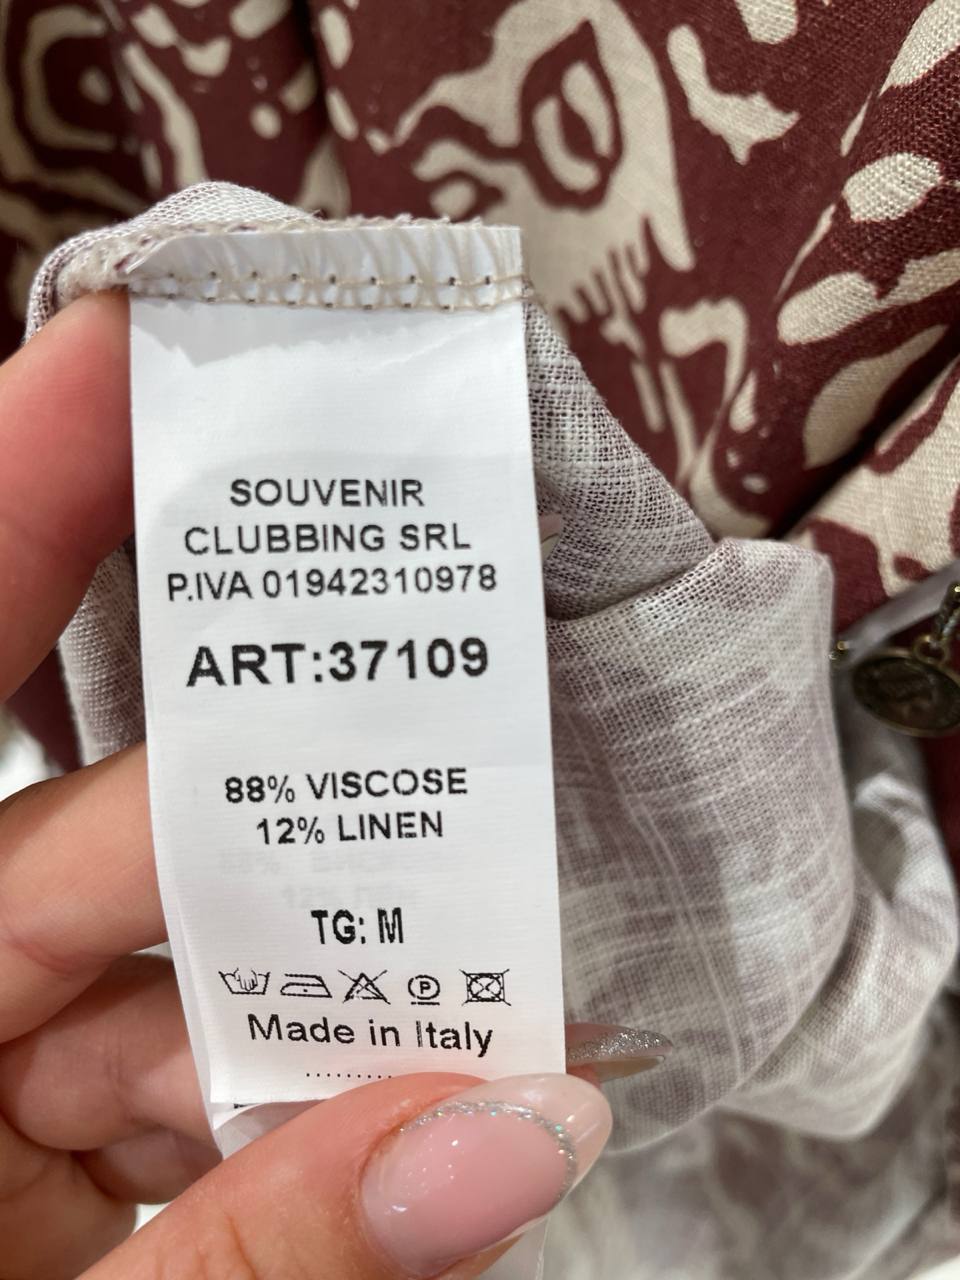 SOUVENIR
CLUBBING SRL
P.IVA 01942310978
ART:37109
88% VISCOSE
12% LINEN
TG: M
P
Made in Italy
..........